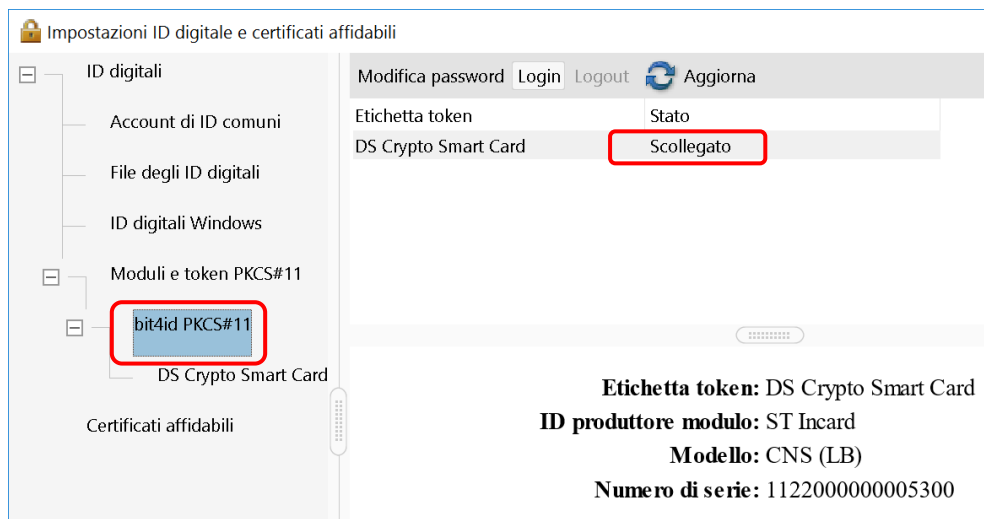 Impostazioni ID digitale e certificati affidabili
ID digitali
Account di ID comuni
File degli ID digitali
ID digitali Windows
Moduli e token PKCS#11
bit4id PKCS#11
DS Crypto Smart Card
Certificati affidabili
Modifica password Login Logout Aggiorna
Etichetta token Stato
DS Crypto Smart Card Scollegato
Etichetta token: DS Crypto Smart Card
ID produttore modulo: ST Incard
Modello: CNS (LB)
Numero di serie: 1122000000005300